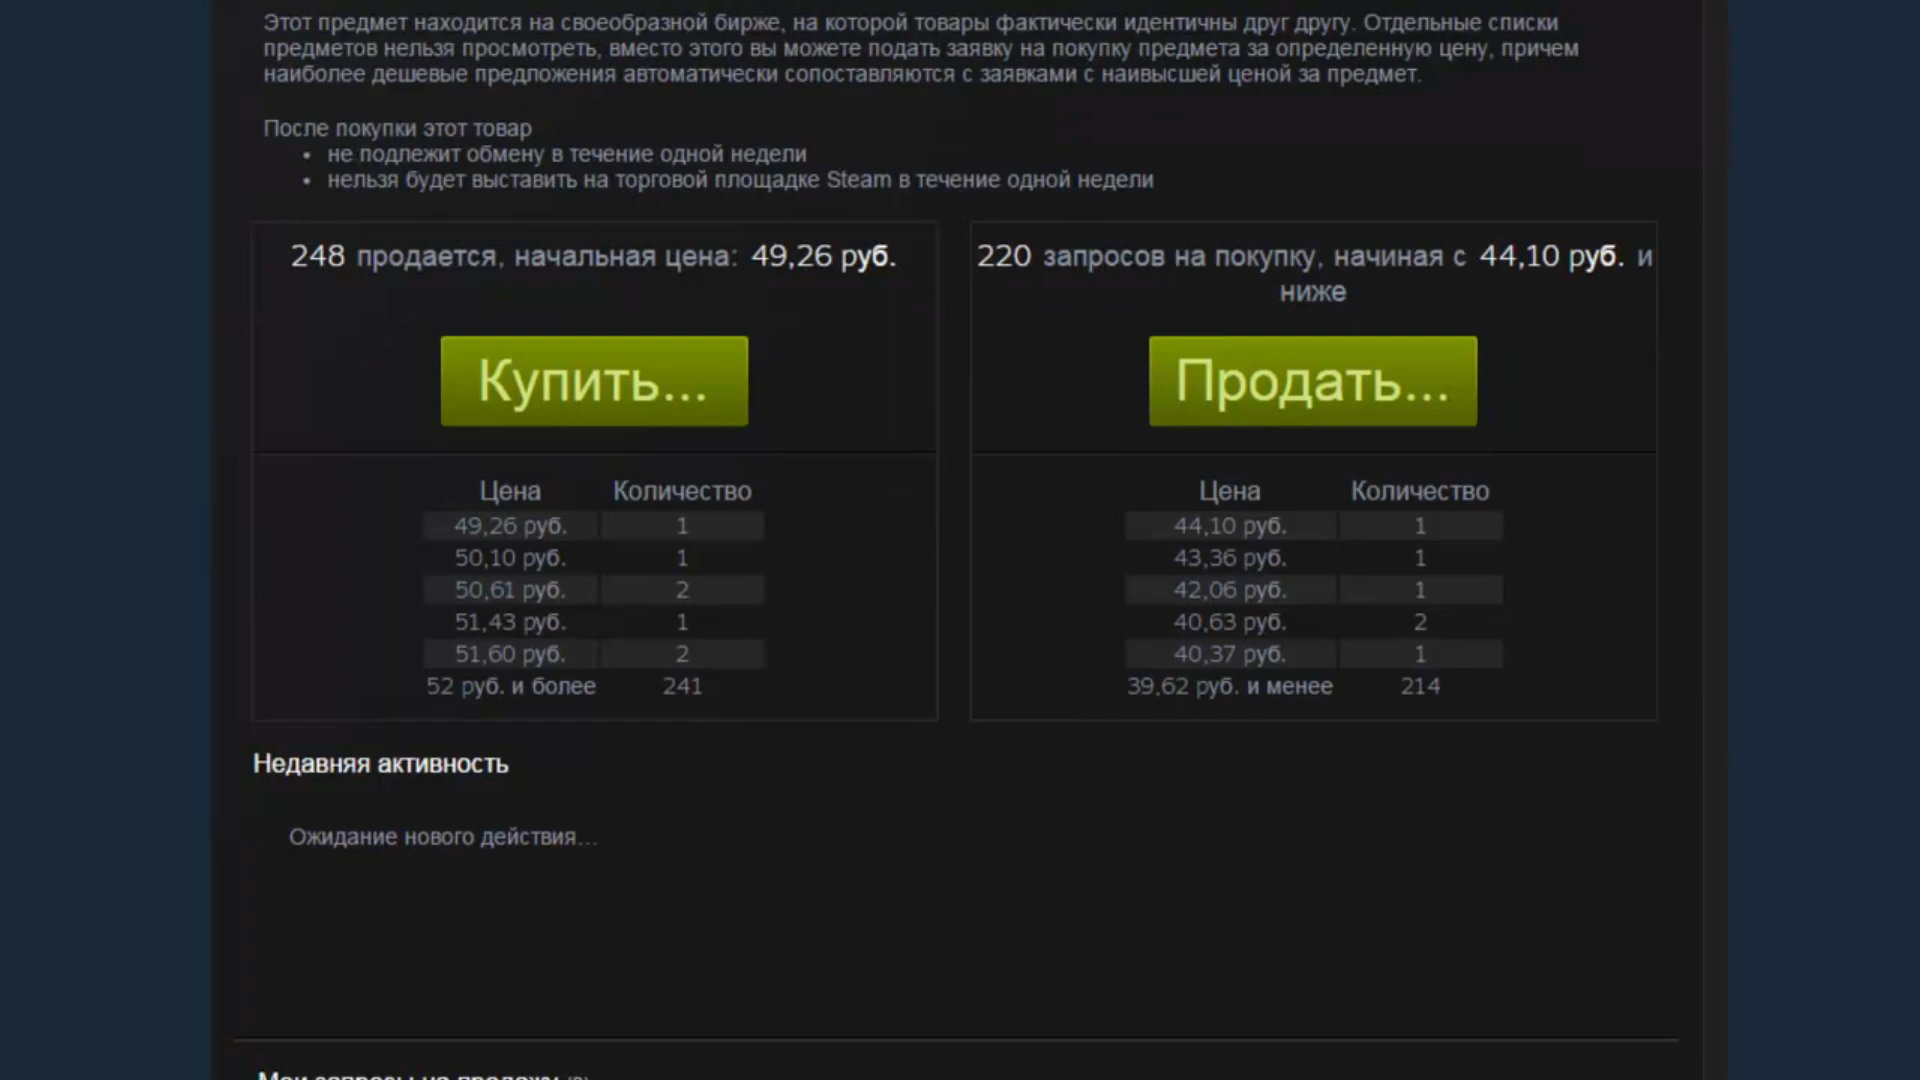 Этот предмет находится на своеобразной бирже, на которой товары фактически идентичны друг другу. Отдельные списки
предметов нельзя просмотреть, вместо этого вы можете подать заявку на покупку предмета за определенную цену, причем
наиболее дешевые предложения автоматически сопоставляются с заявками с наивысшей ценой за предмет.
После покупки этот товар
• не подлежит обмену в течение одной недели
• нельзя будет выставить на торговой площадке Steam в течение одной недели
248 продается, начальная цена: 49,26 руб.
Купить...
Цена Количество
49,26 руб. 1
50,10 руб. 1
50,61 руб. 2
51,43 руб. 1
51,60 руб. 2
52 руб. и более 241
220 запросов на покупку, начиная с 44,10 руб. и
ниже
Продать...
Цена Количество
44,10 руб. 1
43,36 руб. 1
42,06 руб. 1
40,63 руб. 2
40,37 руб. 1
39,62 руб. и менее 214
Недавняя активность
Ожидание нового действия…
Мои запросы на продажу